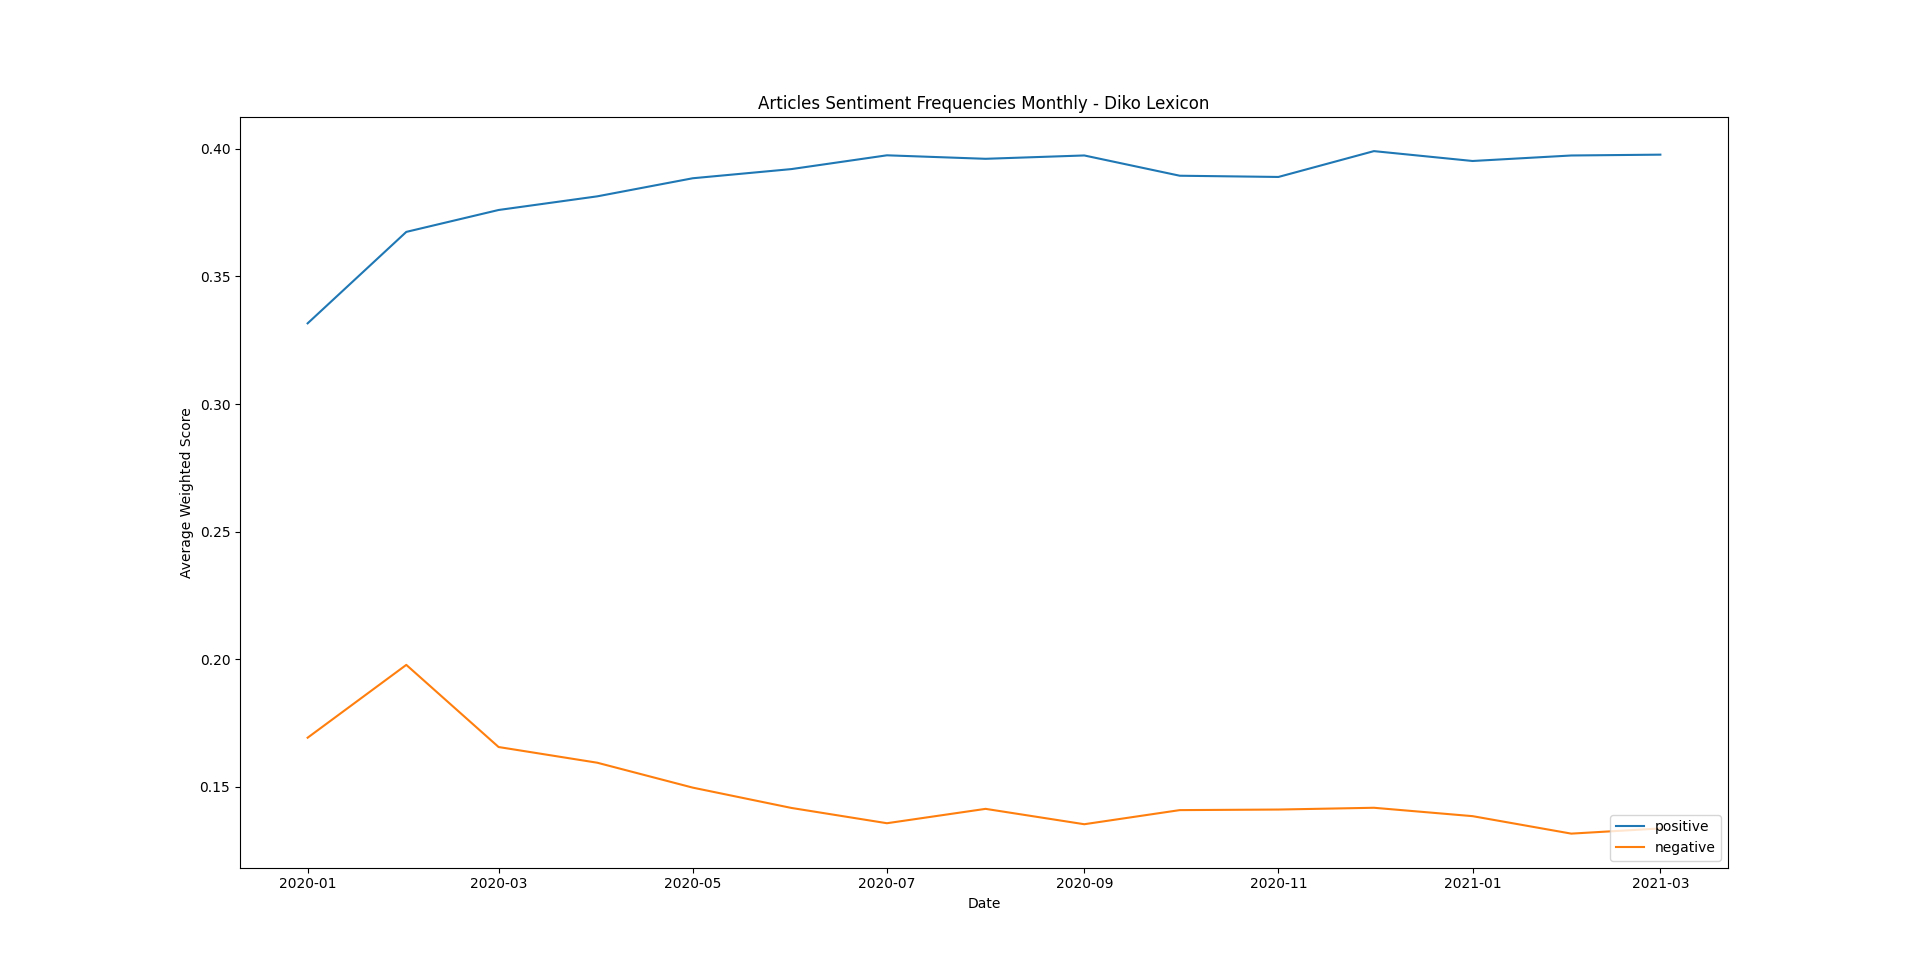 Articles Sentiment Frequencies Monthly - Diko Lexicon
0.40
0.35
0.30
0.25
0.20
0.15
Average Weighted Score
positive
negative
2020-01 2020-03 2020-05 2020-07 2020-09 2020-11 2021-01 2021-03
Date